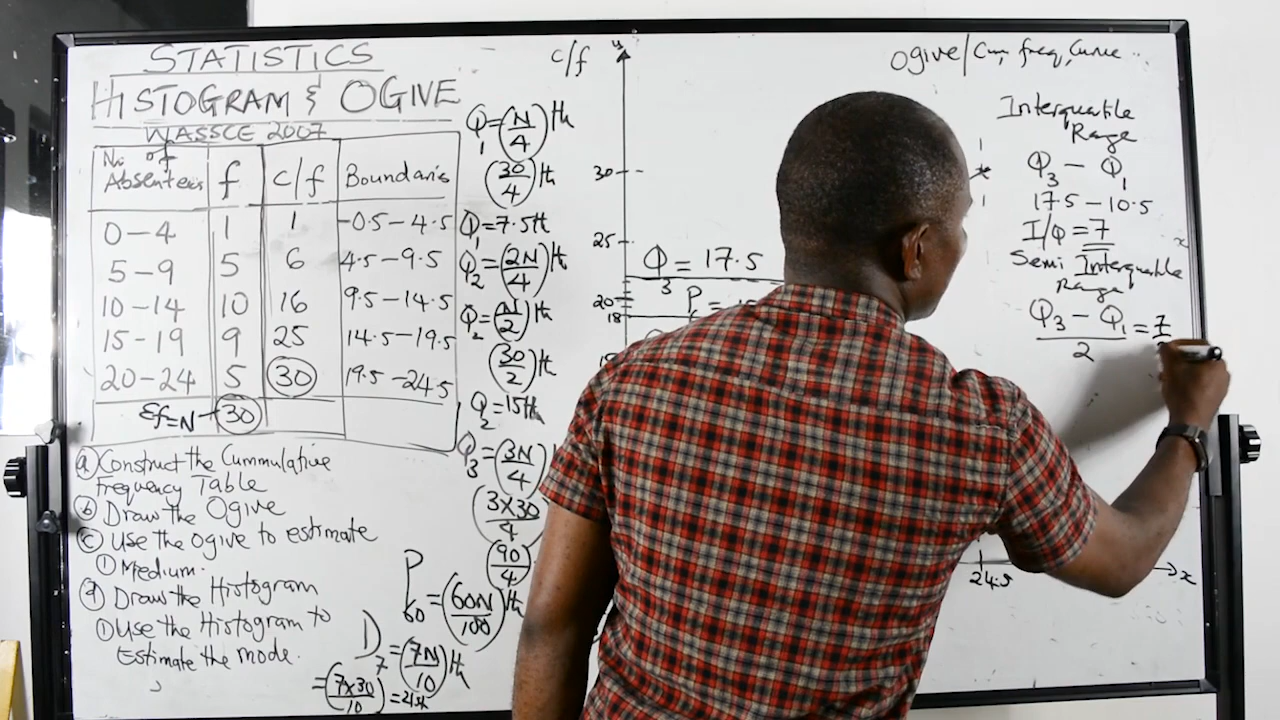 STATISTICS
HISTOGRAM & OGIVE
WASSCE 2007
No. of Absentees f c/f Boundaries
0-4 1 1 -0.5-4.5
5-9 5 6 4.5-9.5
10-14 10 16 9.5-14.5
15-19 9 25 14.5-19.5
20-24 5 30 19.5-24.5
Σf=N→30
(a) Construct the Cummulative
Frequency Table
(b) Draw the Ogive
(c) Use the Ogive to estimate
(1) Medium.
(d) Draw the Histogram
(1) Use the Histogram to
Estimate the mode.
Q₁=(N/4)th
(30/4)th
Q₁=7.5th
Q₂=(2N/4)th
Q₂=(N/2)th
(30/2)th
Q₂=15th
Q₃=(3N/4)
(3×30/4)
(90/4)
P₆₀=(60N/100)th
D₇=(7N/10)th
=(7×30/10)=21st
c/f
y
30
25
Q₃=17.5
20
18
24.5
x
Ogive/Cum, freq, Curve
Interquartile
Range
Q₃-Q₁
17.5-10.5
I/Q=7
Semi Interquartile
Range
Q₃-Q₁/2=7